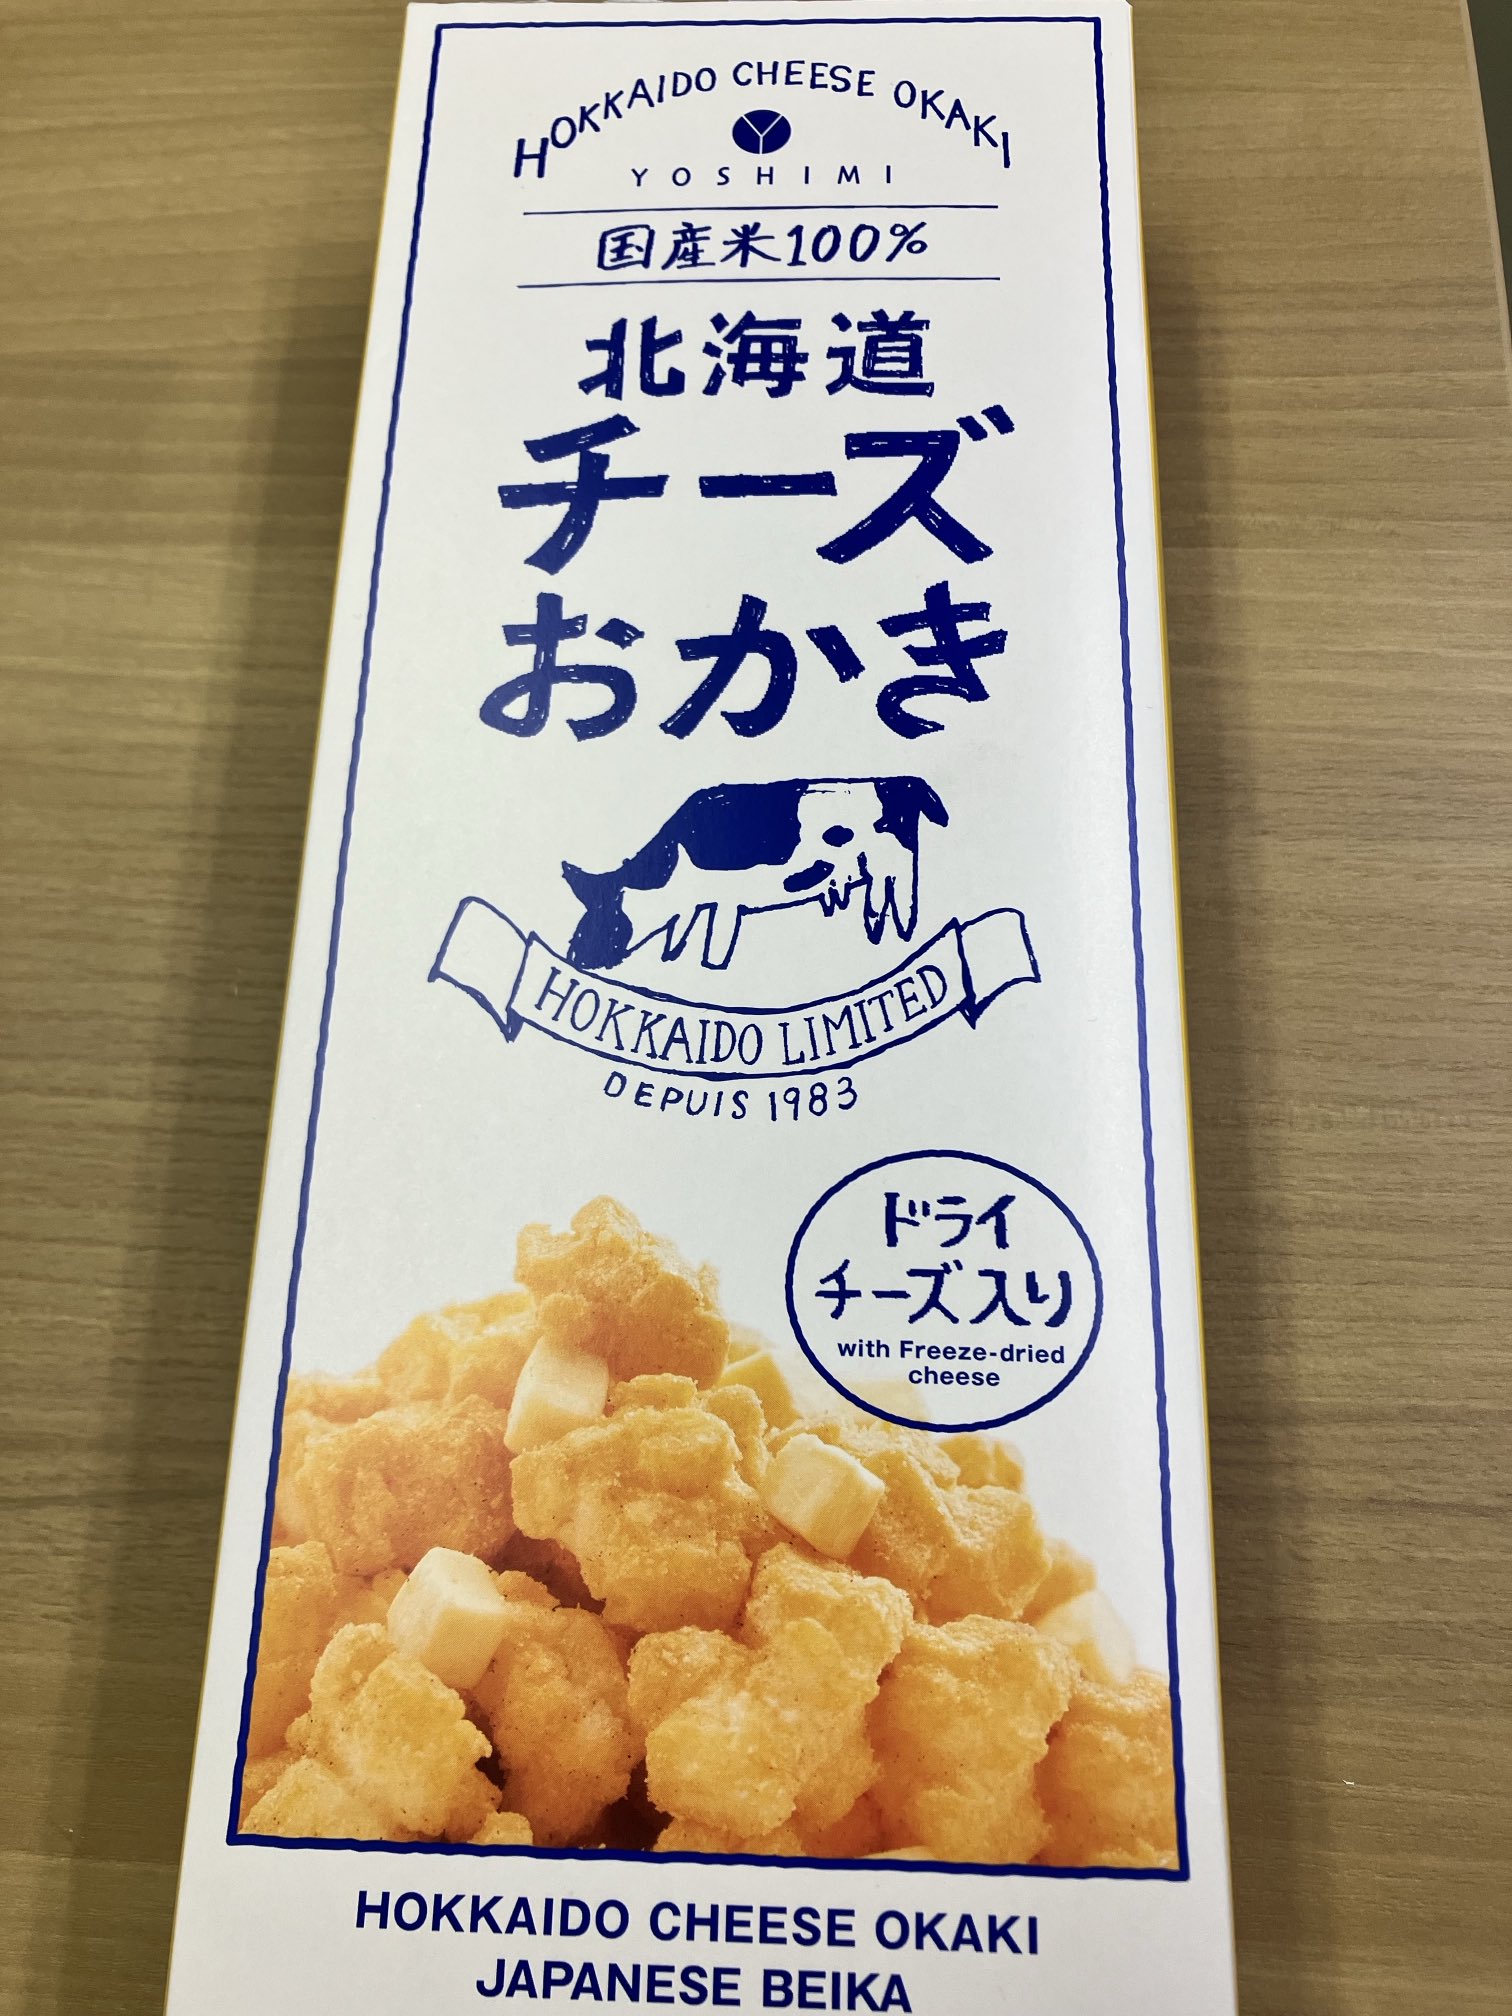 HOKKAIDO CHEESE OKAKI
YOSHIMI
国産米100%
北海道
チーズ
おかき
HOKKAIDO LIMITED
DEPUIS 1983
ドライ
チーズ入り
with Freeze-dried
cheese
HOKKAIDO CHEESE OKAKI
JAPANESE BEIKA